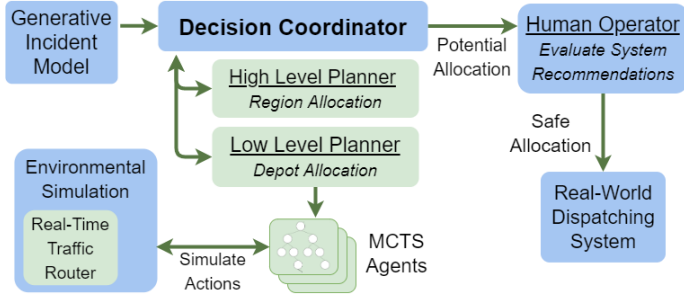 Generative
Incident
Model
Decision Coordinator
Potential
Allocation
Human Operator
Evaluate System
Recommendations
High Level Planner
Region Allocation
Low Level Planner
Depot Allocation
Safe
Allocation
Environmental
Simulation
Real-Time
Traffic
Router
Simulate
Actions
MCTS
Agents
Real-World
Dispatching
System